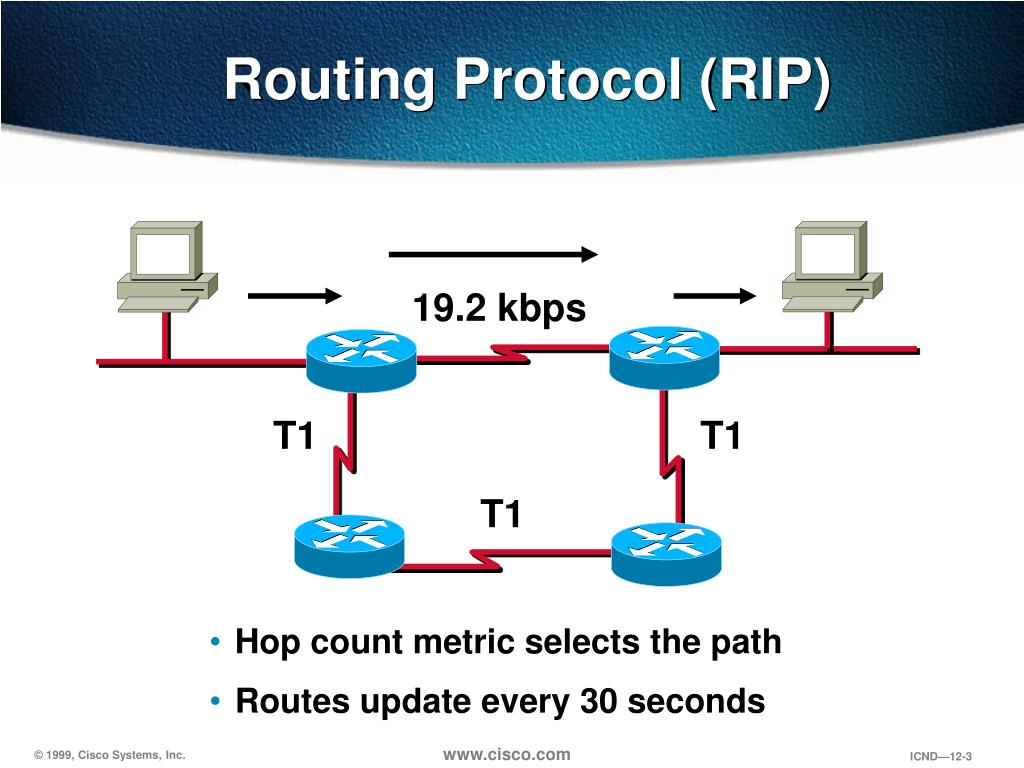 Routing Protocol (RIP)
19.2 kbps
T1
T1
T1
• Hop count metric selects the path
• Routes update every 30 seconds
© 1999, Cisco Systems, Inc.
www.cisco.com
ICND—12-3